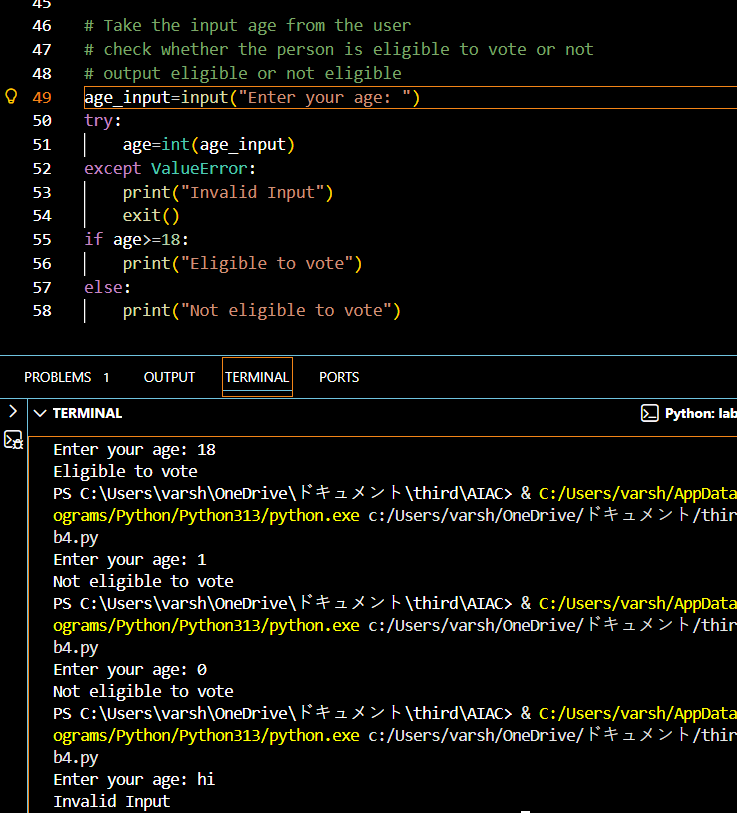 45
46 # Take the input age from the user
47 # check whether the person is eligible to vote or not
48 # output eligible or not eligible
49 age_input=input("Enter your age: ")
50 try:
51 age=int(age_input)
52 except ValueError:
53 print("Invalid Input")
54 exit()
55 if age>=18:
56 print("Eligible to vote")
57 else:
58 print("Not eligible to vote")
PROBLEMS 1 OUTPUT TERMINAL PORTS
TERMINAL Python: lab
Enter your age: 18
Eligible to vote
PS C:\Users\varsh\OneDrive\ドキュメント\third\AIAC> & C:/Users/varsh/AppData
ograms/Python/Python313/python.exe c:/Users/varsh/OneDrive/ドキュメント/thir
b4.py
Enter your age: 1
Not eligible to vote
PS C:\Users\varsh\OneDrive\ドキュメント\third\AIAC> & C:/Users/varsh/AppData
ograms/Python/Python313/python.exe c:/Users/varsh/OneDrive/ドキュメント/thir
b4.py
Enter your age: 0
Not eligible to vote
PS C:\Users\varsh\OneDrive\ドキュメント\third\AIAC> & C:/Users/varsh/AppData
ograms/Python/Python313/python.exe c:/Users/varsh/OneDrive/ドキュメント/thir
b4.py
Enter your age: hi
Invalid Input